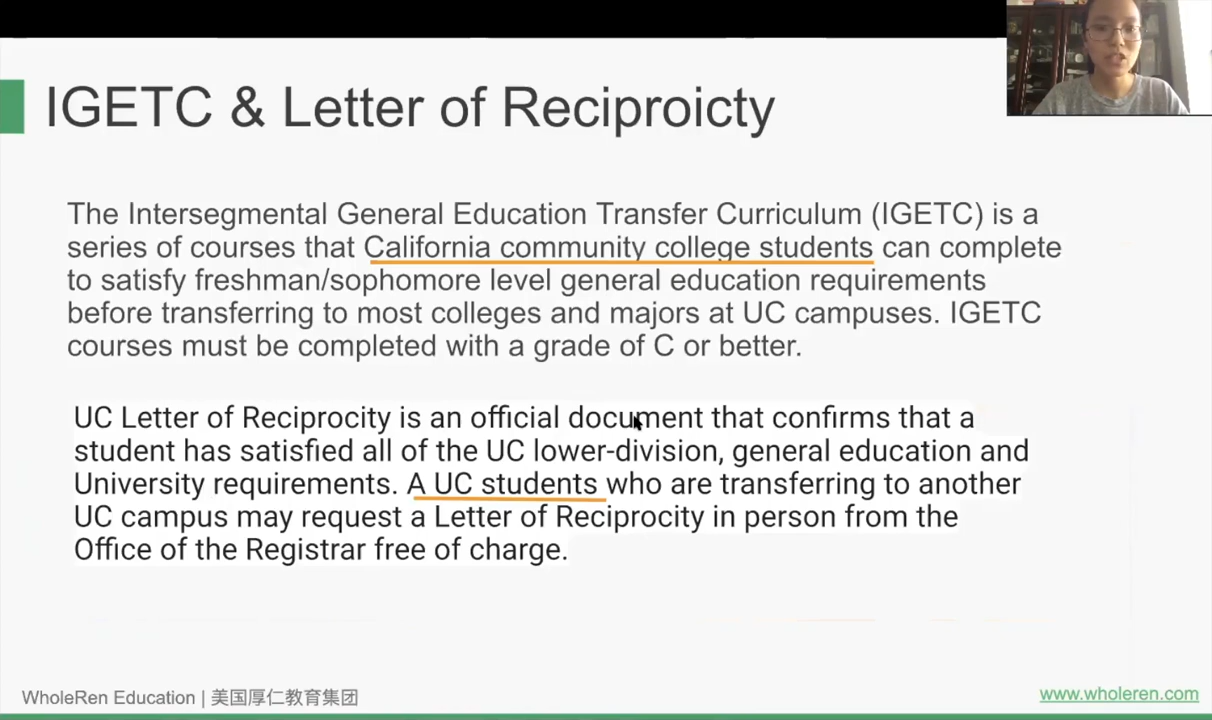 IGETC & Letter of Reciproicty
The Intersegmental General Education Transfer Curriculum (IGETC) is a
series of courses that California community college students can complete
to satisfy freshman/sophomore level general education requirements
before transferring to most colleges and majors at UC campuses. IGETC
courses must be completed with a grade of C or better.
UC Letter of Reciprocity is an official document that confirms that a
student has satisfied all of the UC lower-division, general education and
University requirements. A UC students who are transferring to another
UC campus may request a Letter of Reciprocity in person from the
Office of the Registrar free of charge.
WholeRen Education | 美国厚仁教育集团
www.wholeren.com